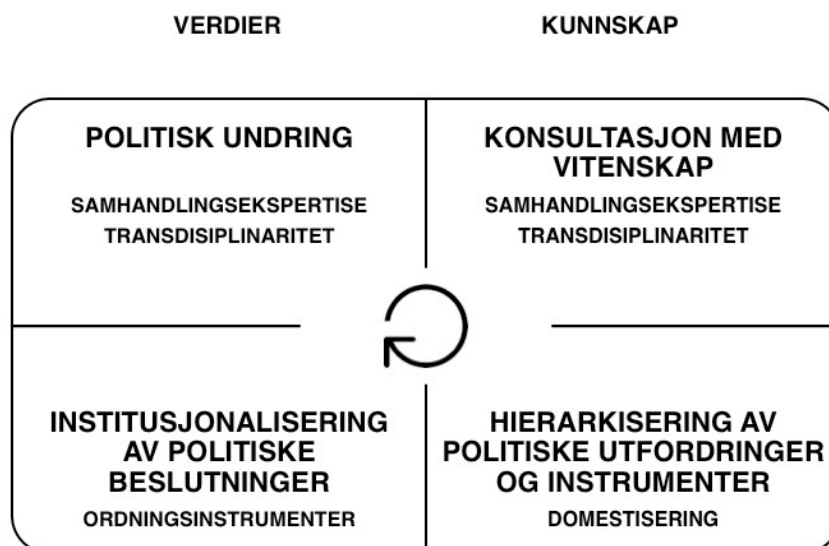 VERDIER
KUNNSKAP
POLITISK UNDRING
SAMHANDLINGSEKSPERTISE
TRANSDISIPLINARITET
KONSULTASJON MED
VITENSKAP
SAMHANDLINGSEKSPERTISE
TRANSDISIPLINARITET
INSTITUSJONALISERING
AV POLITISKE
BESLUTNINGER
ORDNINGSINSTRUMENTER
HIERARKISERING AV
POLITISKE UTFORDRINGER
OG INSTRUMENTER
DOMESTISERING